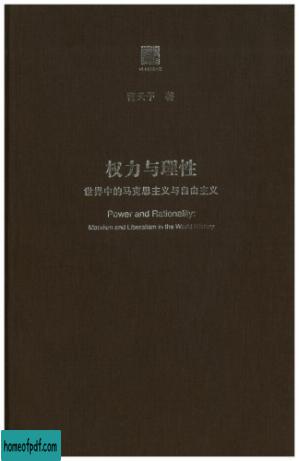 曹天予 著
权力与理性
世界中的马克思主义与自由主义
Power and Rationality:
Marxism and Liberalism in the World History
homeofpdf.com